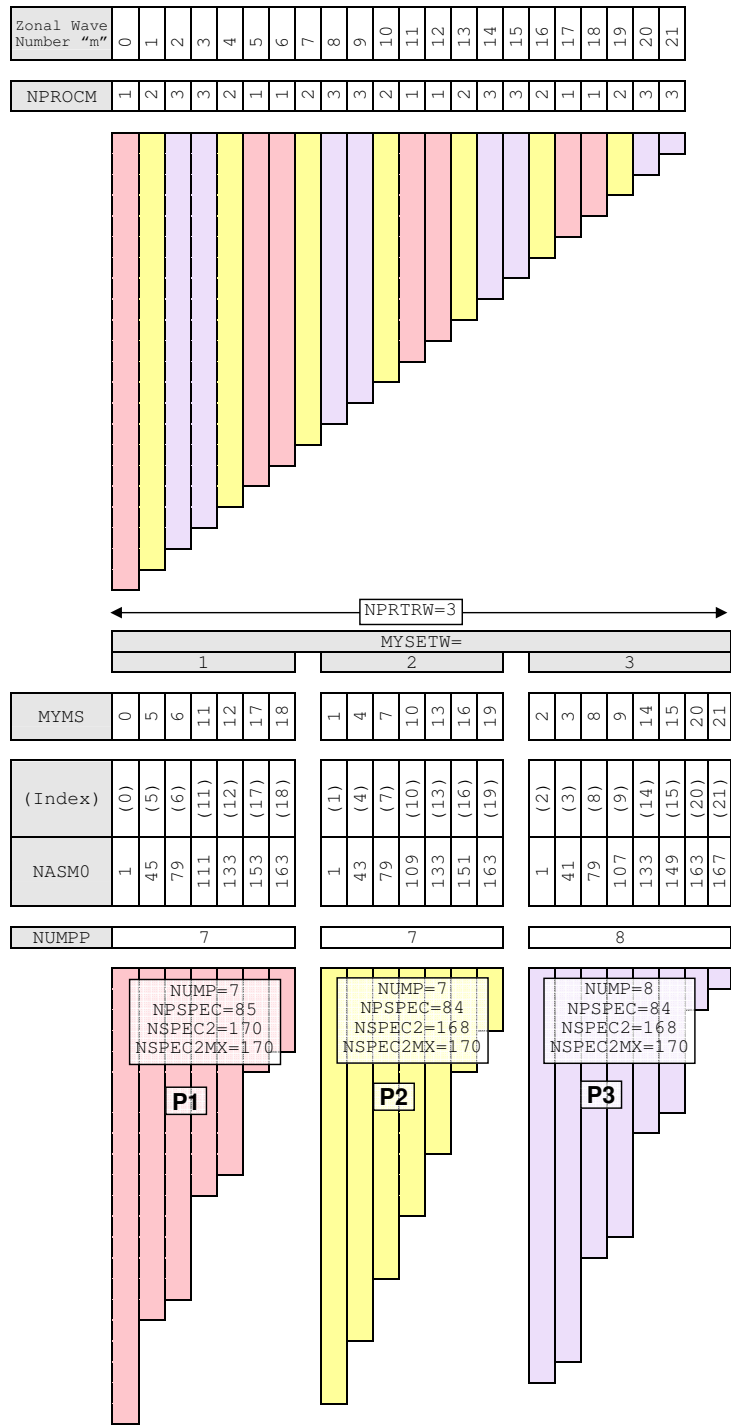 Zonal Wave
Number “m” 0 1 2 3 4 5 6 7 8 9 10 11 12 13 14 15 16 17 18 19 20 21
NPROCM 1 2 3 3 2 1 1 2 3 3 2 1 1 2 3 3 2 1 1 2 3 3
NPRTRW=3
MYSETW=
1 2 3
MYMS 0 5 6 11 12 17 18 1 4 7 10 13 16 19 2 3 8 9 14 15 20 21
(Index) (0) (5) (6) (11) (12) (17) (18) (1) (4) (7) (10) (13) (16) (19) (2) (3) (8) (9) (14) (15) (20) (21)
NASM0 1 45 79 111 133 153 163 1 43 79 109 133 151 163 1 41 79 107 133 149 163 167
NUMPP 7 7 8
NUMP=7
NPSPEC=85
NSPEC2=170
NSPEC2MX=170
P1
NUMP=7
NPSPEC=84
NSPEC2=168
NSPEC2MX=170
P2
NUMP=8
NPSPEC=84
NSPEC2=168
NSPEC2MX=170
P3